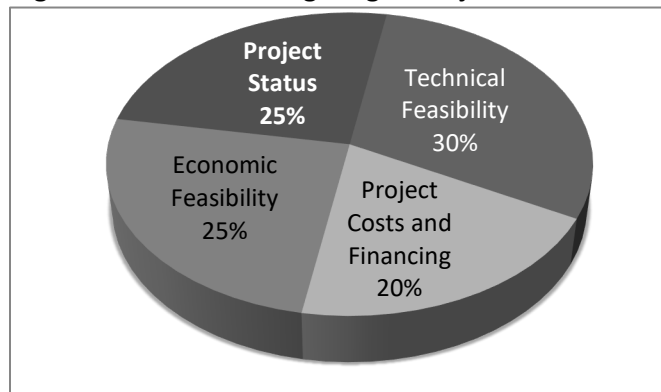 Project
Status
25%
Technical
Feasibility
30%
Economic
Feasibility
25%
Project
Costs and
Financing
20%